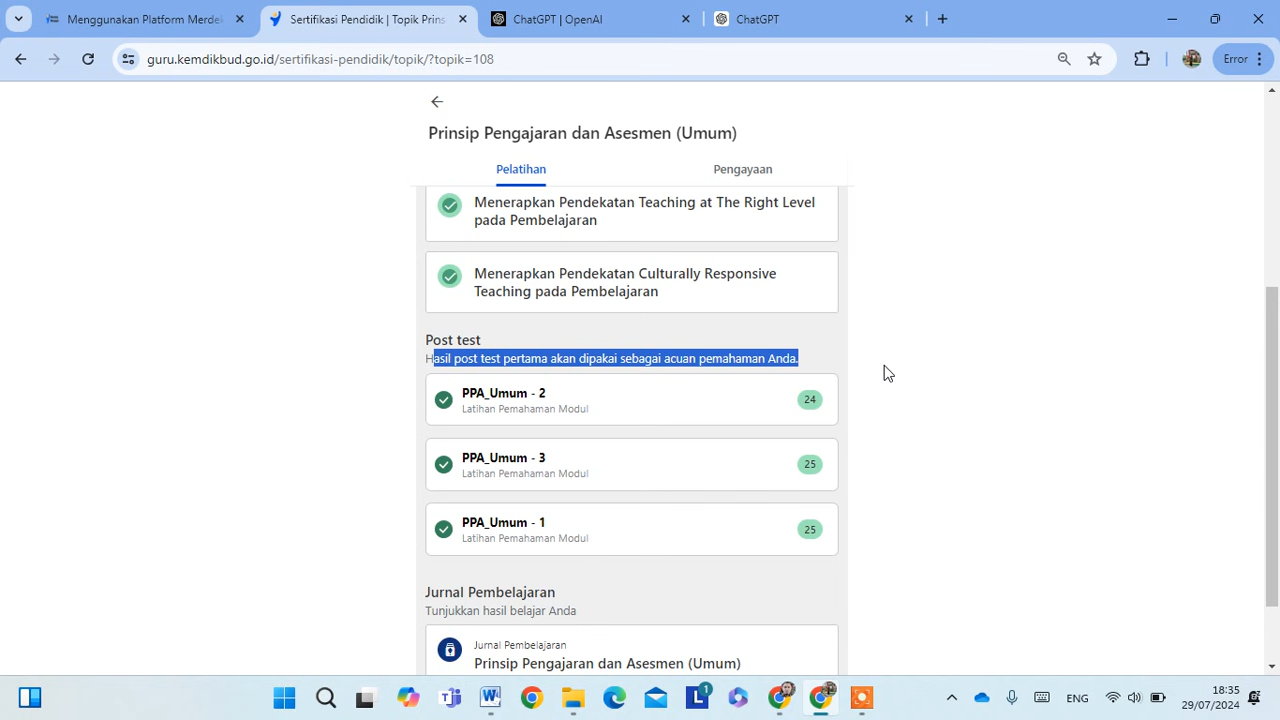 Menggunakan Platform Merde
Sertifikasi Pendidik | Topik Prins
ChatGPT | OpenAI
ChatGPT
guru.kemdikbud.go.id/sertifikasi-pendidik/topik/?topik=108
Error
Prinsip Pengajaran dan Asesmen (Umum)
Pelatihan
Pengayaan
Menerapkan Pendekatan Teaching at The Right Level
pada Pembelajaran
Menerapkan Pendekatan Culturally Responsive
Teaching pada Pembelajaran
Post test
Hasil post test pertama akan dipakai sebagai acuan pemahaman Anda.
PPA_Umum - 2
Latihan Pemahaman Modul
24
PPA_Umum - 3
Latihan Pemahaman Modul
25
PPA_Umum - 1
Latihan Pemahaman Modul
25
Jurnal Pembelajaran
Tunjukkan hasil belajar Anda
Jurnal Pembelajaran
Prinsip Pengajaran dan Asesmen (Umum)
ENG
18:35
29/07/2024